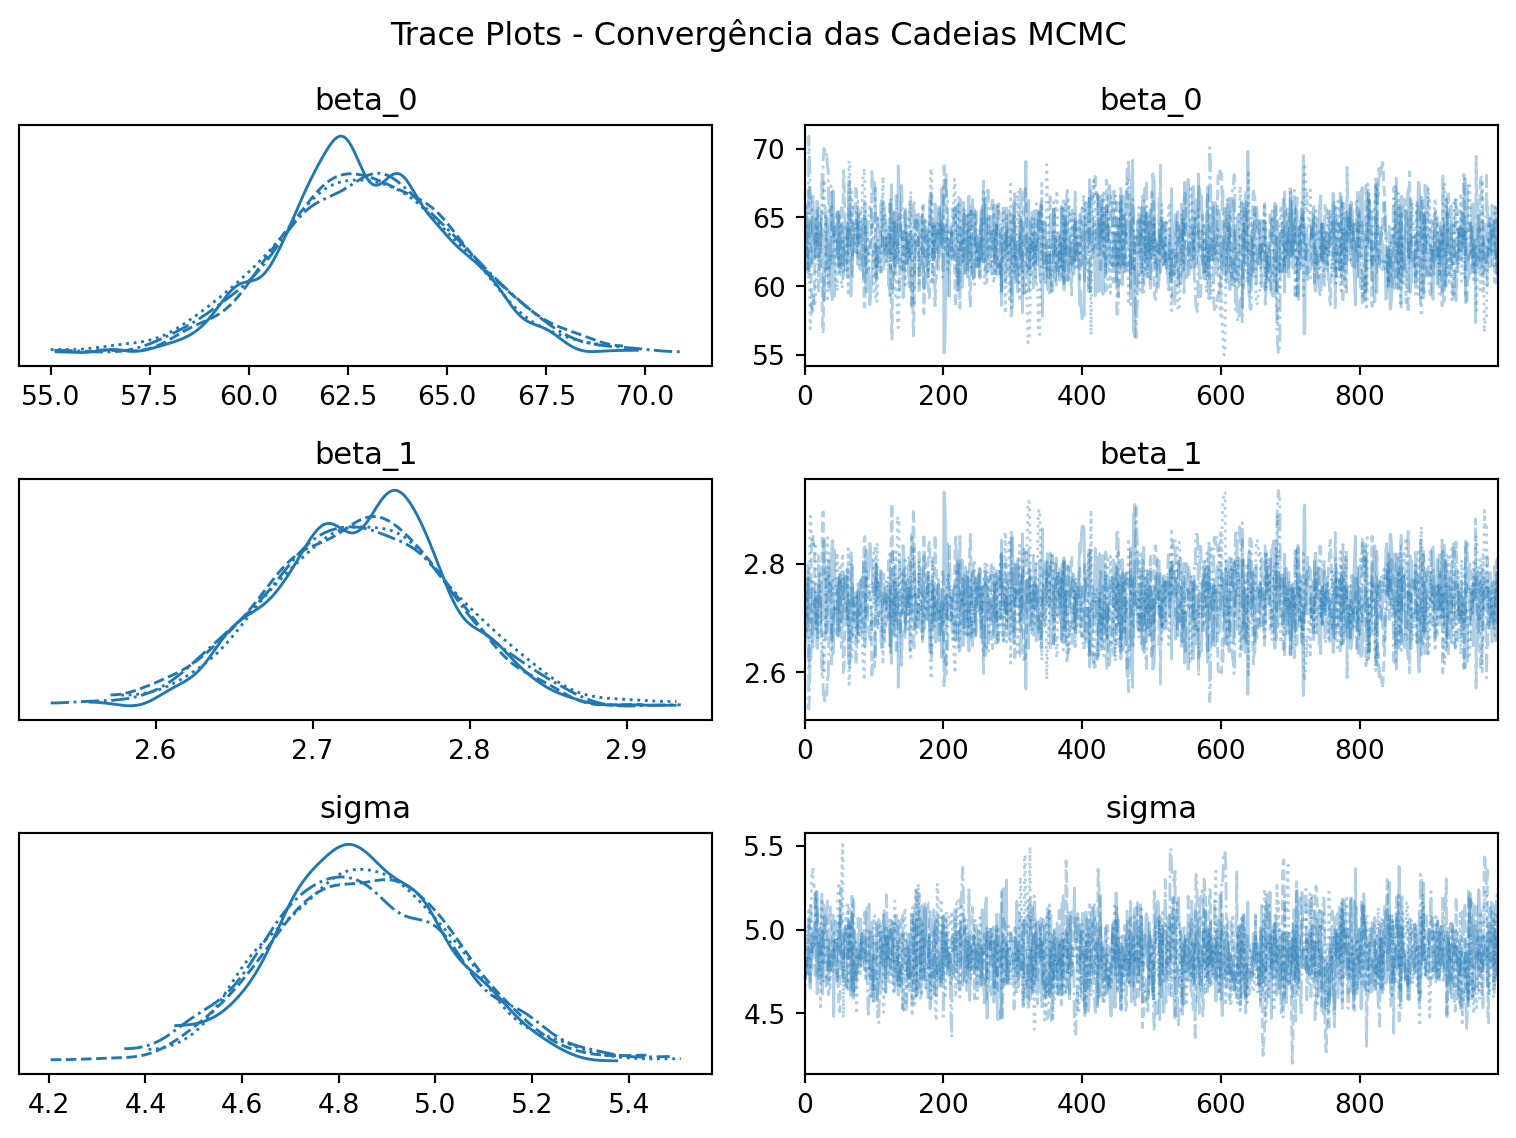 Trace Plots - Convergência das Cadeias MCMC
beta_0
55.0 57.5 60.0 62.5 65.0 67.5 70.0
beta_0
70
65
60
55
0 200 400 600 800
beta_1
2.6 2.7 2.8 2.9
beta_1
2.8
2.6
0 200 400 600 800
sigma
4.2 4.4 4.6 4.8 5.0 5.2 5.4
sigma
5.5
5.0
4.5
0 200 400 600 800